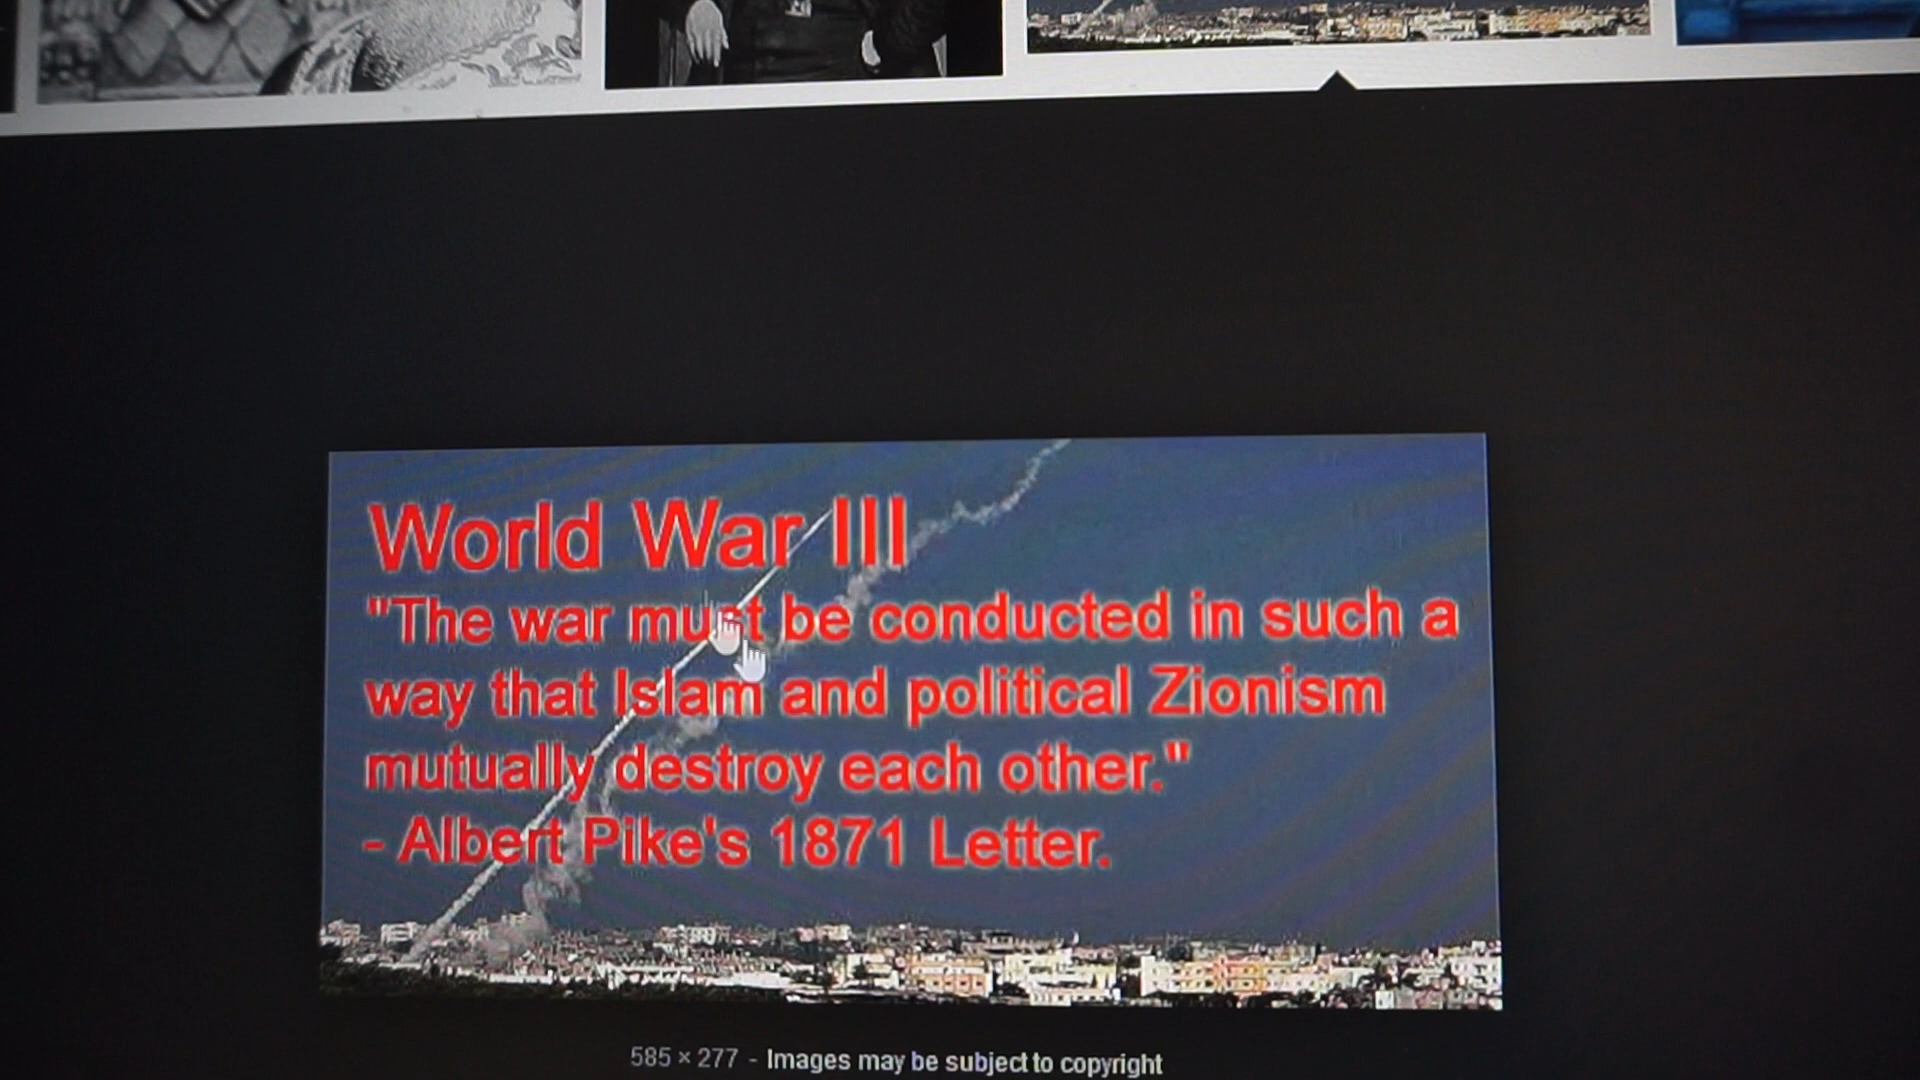 World War III
"The war must be conducted in such a
way that Islam and political Zionism
mutually destroy each other."
- Albert Pike's 1871 Letter.
585 × 277 - Images may be subject to copyright